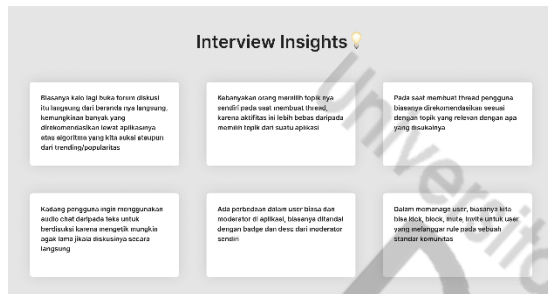 Interview Insights
Biasanya kalo lagi buka forum diskusi
itu langsung dari beranda nya langsung,
kemungkinan banyak yang
direkomendasikan lewat aplikasinya
atau algoritma yang kita sukai ataupun
dari trending/popularitas
Kebanyakan orang memilih topik nya
sendiri pada saat membuat thread,
karena aktifitas ini lebih bebas daripada
memilih topik dari suatu aplikasi
Pada saat membuat thread pengguna
biasanya direkomendasikan sesuai
dengan topik yang relevan dengan apa
yang disukainya
Kadang pengguna ingin menggunakan
audio chat daripada teks untuk
berdiskusi karena mengetik mungkin
agak lama jikala diskusinya secara
langsung
Ada perbedaan dalam user biasa dan
moderator di aplikasi, biasanya ditandai
dengan badge dan desc dari moderator
sendiri
Dalam memanage user, biasanya kita
bisa kick, block, mute, invite untuk user
yang melanggar rule pada sebuah
standar komunitas